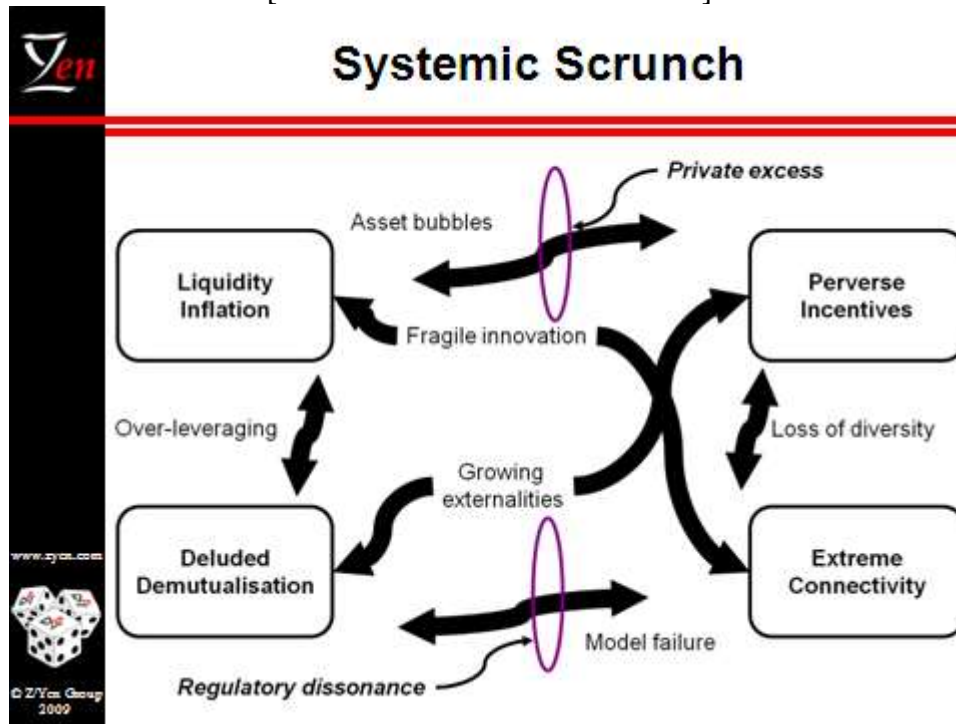 Z/Yen
Systemic Scrunch
Private excess
Asset bubbles
Liquidity
Inflation
Perverse
Incentives
Fragile innovation
Over-leveraging
Loss of diversity
Growing
externalities
Deluded
Demutualisation
Extreme
Connectivity
Model failure
Regulatory dissonance
www.zyen.com
© Z/Yen Group
2009